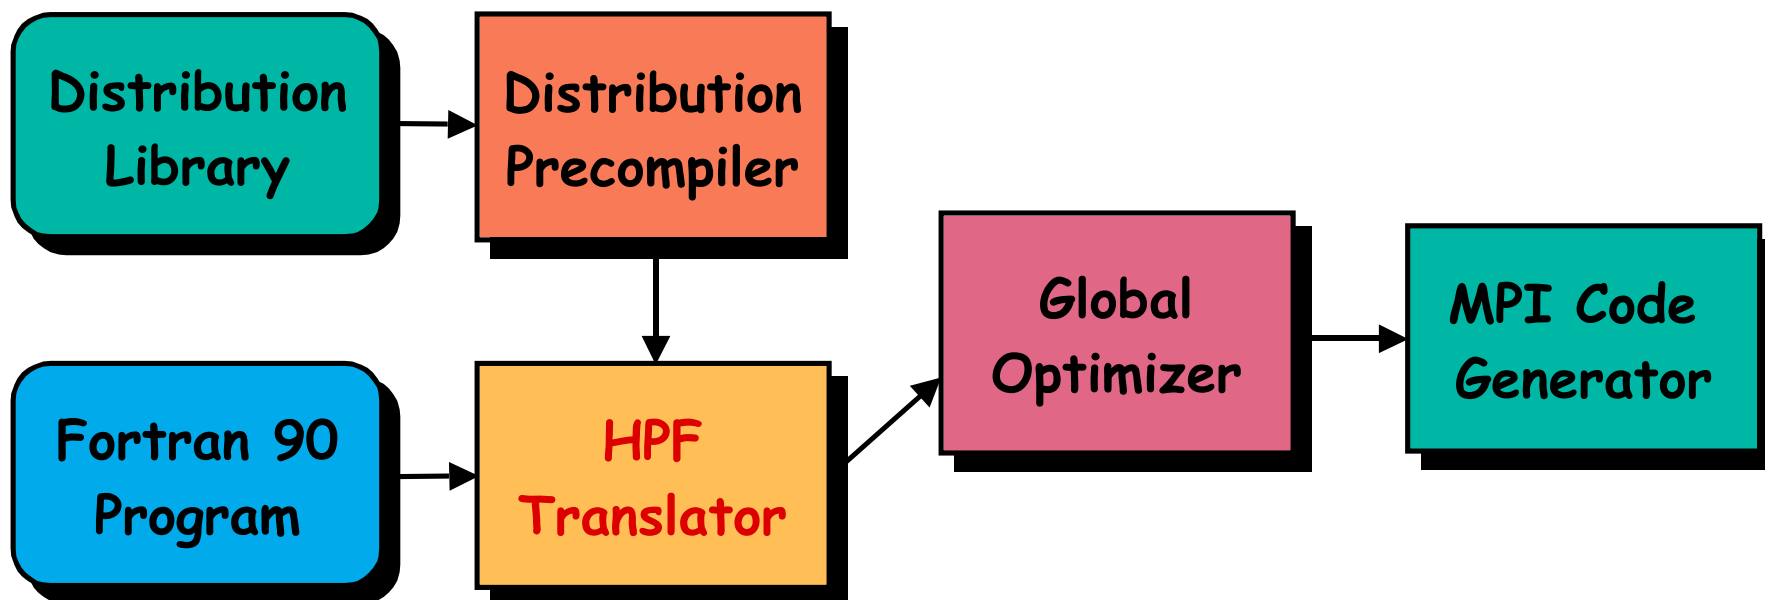 Distribution
Library
Distribution
Precompiler
Global
Optimizer
MPI Code
Generator
Fortran 90
Program
HPF
Translator